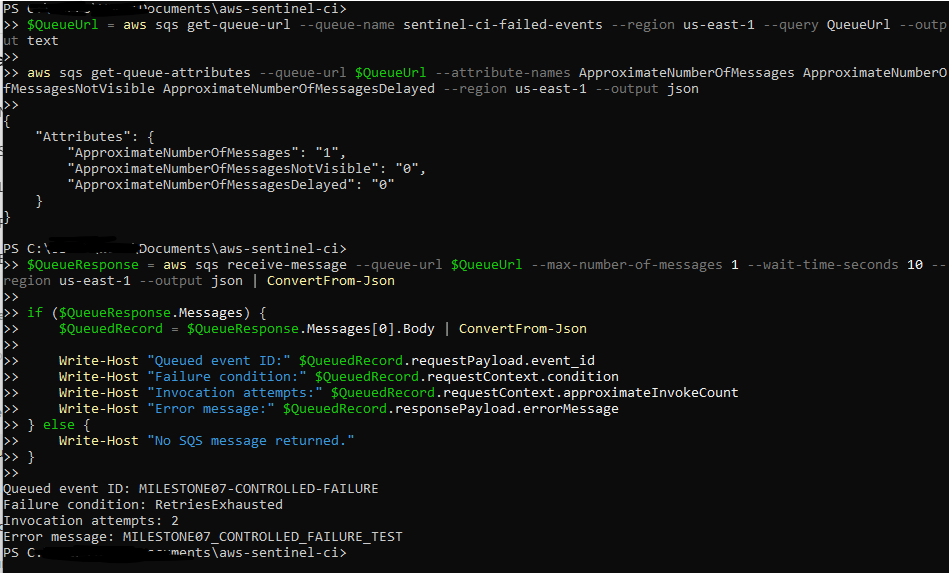 PS C:\Documents\aws-sentinel-ci>
>> $QueueUrl = aws sqs get-queue-url --queue-name sentinel-ci-failed-events --region us-east-1 --query QueueUrl --outp
ut text
>>
>> aws sqs get-queue-attributes --queue-url $QueueUrl --attribute-names ApproximateNumberOfMessages ApproximateNumberO
fMessagesNotVisible ApproximateNumberOfMessagesDelayed --region us-east-1 --output json
>>
{
    "Attributes": {
        "ApproximateNumberOfMessages": "1",
        "ApproximateNumberOfMessagesNotVisible": "0",
        "ApproximateNumberOfMessagesDelayed": "0"
    }
}
PS C:\Documents\aws-sentinel-ci>
>> $QueueResponse = aws sqs receive-message --queue-url $QueueUrl --max-number-of-messages 1 --wait-time-seconds 10 --
region us-east-1 --output json | ConvertFrom-Json
>>
>> if ($QueueResponse.Messages) {
>>     $QueuedRecord = $QueueResponse.Messages[0].Body | ConvertFrom-Json
>>
>>     Write-Host "Queued event ID:" $QueuedRecord.requestPayload.event_id
>>     Write-Host "Failure condition:" $QueuedRecord.requestContext.condition
>>     Write-Host "Invocation attempts:" $QueuedRecord.requestContext.approximateInvokeCount
>>     Write-Host "Error message:" $QueuedRecord.responsePayload.errorMessage
>> } else {
>>     Write-Host "No SQS message returned."
>> }
>>
Queued event ID: MILESTONE07-CONTROLLED-FAILURE
Failure condition: RetriesExhausted
Invocation attempts: 2
Error message: MILESTONE07_CONTROLLED_FAILURE_TEST
PS C. ments\aws-sentinel-ci>